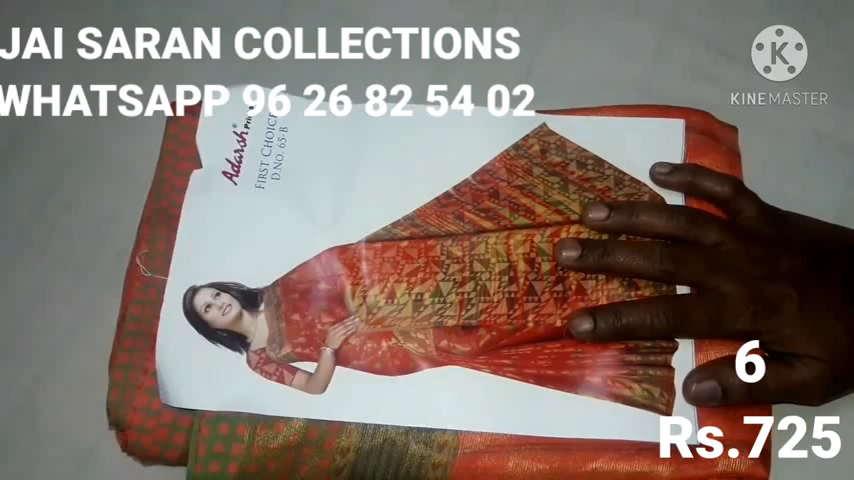 JAI SARAN COLLECTIONS
WHATSAPP 96 26 82 54 02
K
KINEMASTER
Adarsh®
FIRST CHOICE
D.NO. 65-B
6
Rs.725